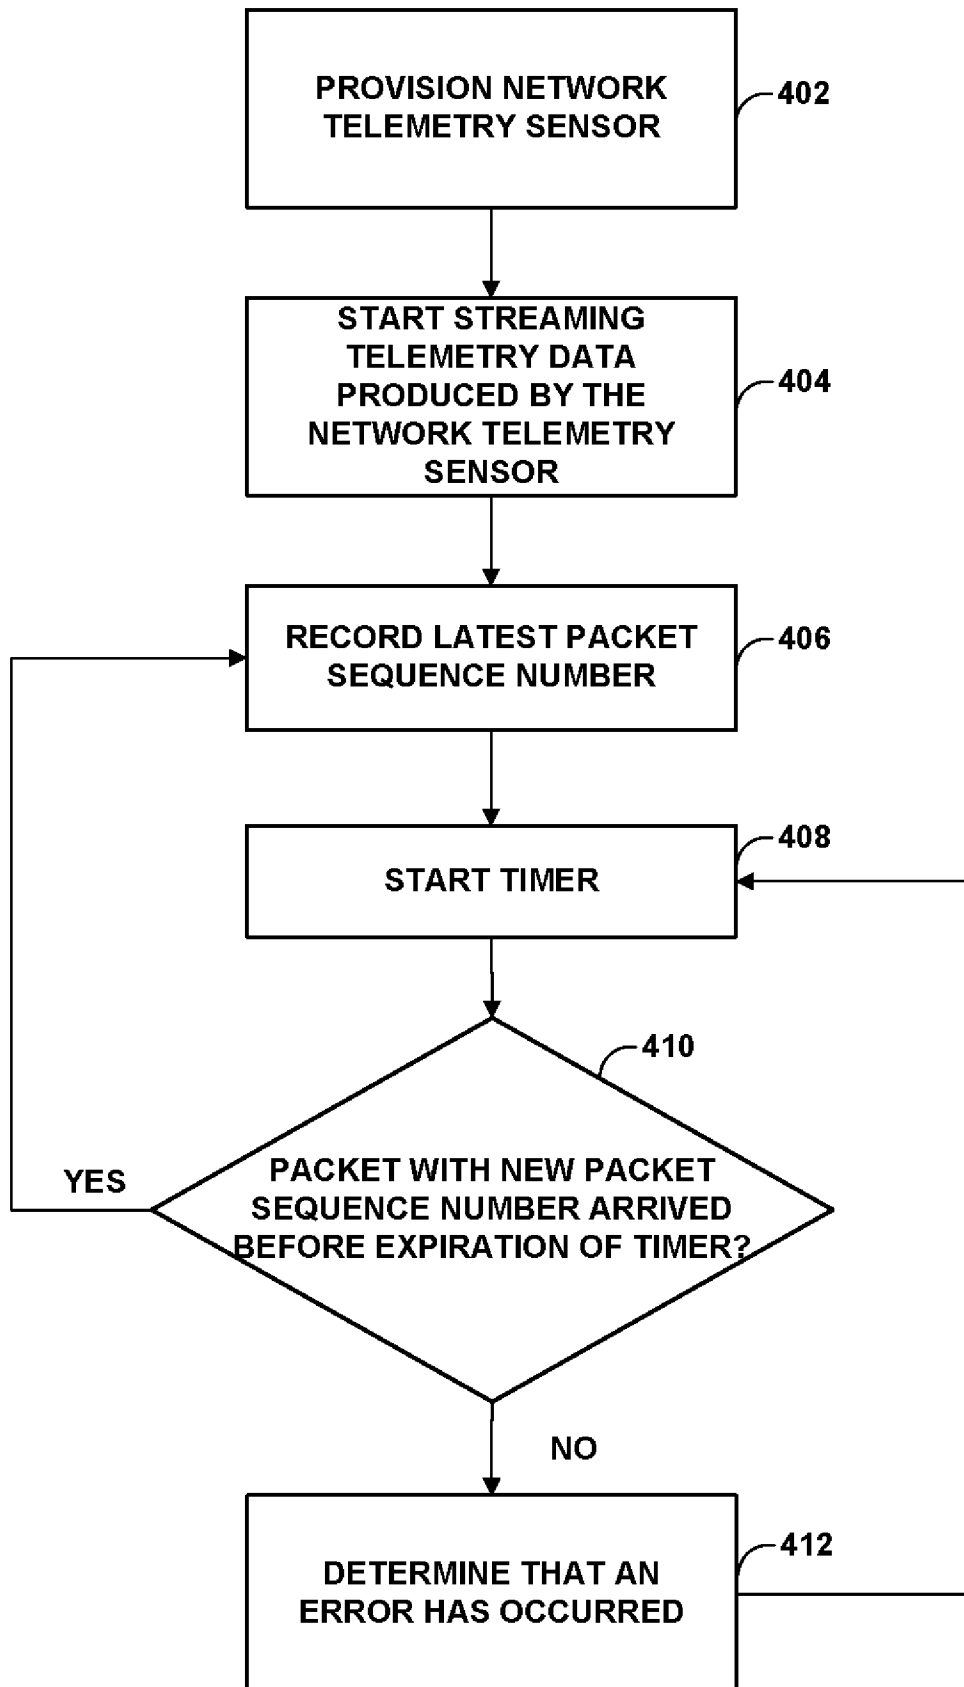 PROVISION NETWORK
TELEMETRY SENSOR
402
START STREAMING
TELEMETRY DATA
PRODUCED BY THE
NETWORK TELEMETRY
SENSOR
404
RECORD LATEST PACKET
SEQUENCE NUMBER
406
START TIMER
408
410
PACKET WITH NEW PACKET
SEQUENCE NUMBER ARRIVED
BEFORE EXPIRATION OF TIMER?
YES
NO
DETERMINE THAT AN
ERROR HAS OCCURRED
412